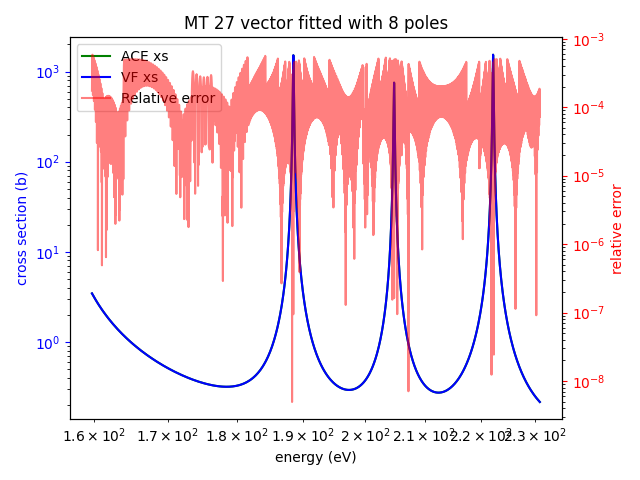 MT 27 vector fitted with 8 poles
ACE xs
VF xs
Relative error
cross section (b)
10³
10²
10¹
10⁰
10⁻³
10⁻⁴
10⁻⁵
10⁻⁶
10⁻⁷
10⁻⁸
relative error
1.6 × 10² 1.7 × 10² 1.8 × 10² 1.9 × 10² 2 × 10² 2.1 × 10² 2.2 × 10² 2.3 × 10²
energy (eV)